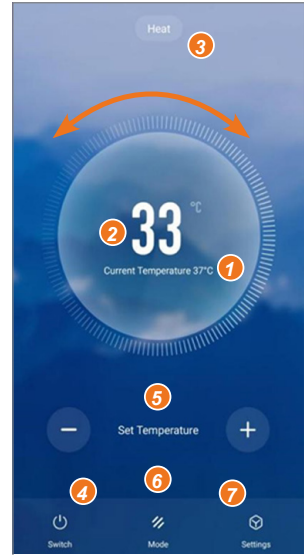 Heat
3
2
33 °C
Current Temperature 37°C
1
5
− Set Temperature +
4
6
7
Switch
Mode
Settings